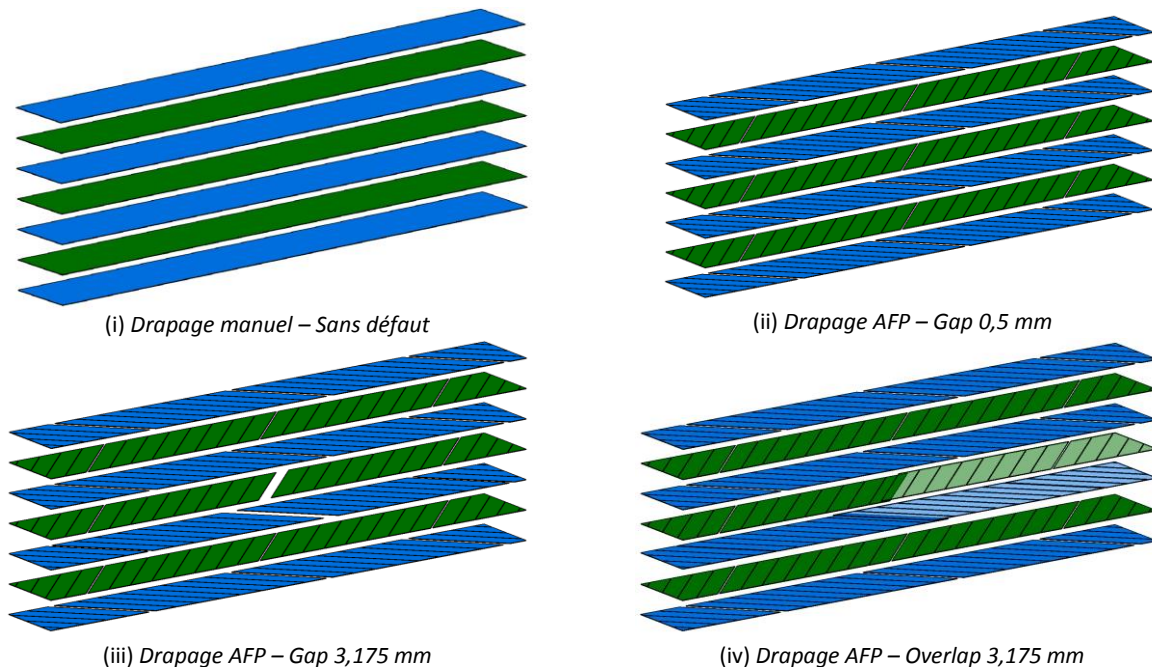 (i) Drapage manuel – Sans défaut
(ii) Drapage AFP – Gap 0,5 mm
(iii) Drapage AFP – Gap 3,175 mm
(iv) Drapage AFP – Overlap 3,175 mm